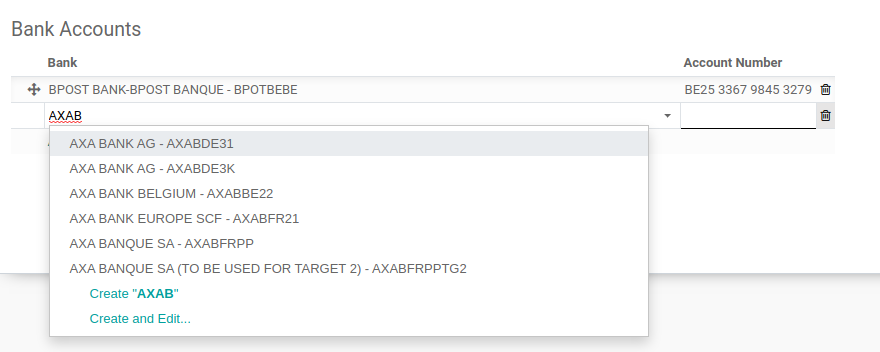 Bank Accounts
Bank Account Number
BPOST BANK-BPOST BANQUE - BPOTBEBE BE25 3367 9845 3279
AXAB
AXA BANK AG - AXABDE31
AXA BANK AG - AXABDE3K
AXA BANK BELGIUM - AXABBE22
AXA BANK EUROPE SCF - AXABFR21
AXA BANQUE SA - AXABFRPP
AXA BANQUE SA (TO BE USED FOR TARGET 2) - AXABFRPPTG2
Create "AXAB"
Create and Edit...